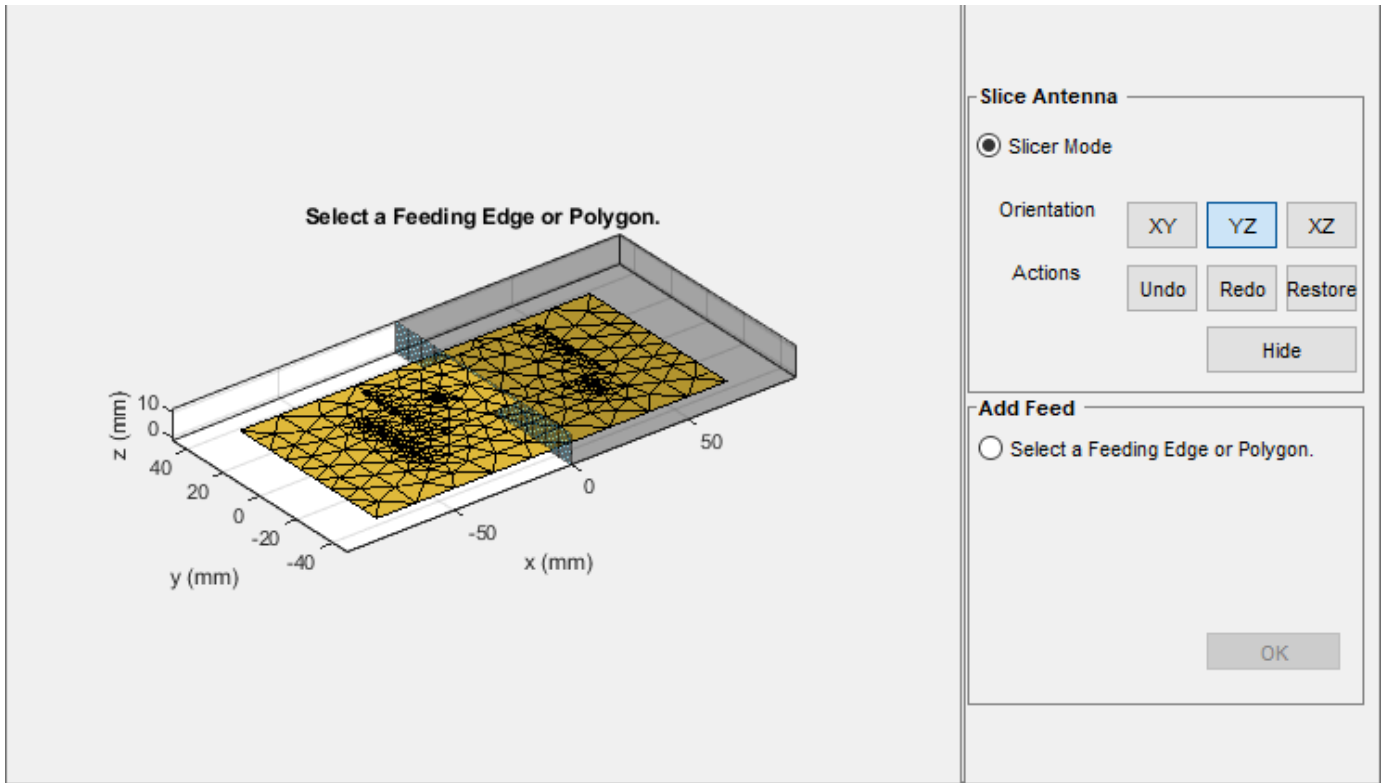 Select a Feeding Edge or Polygon.
z (mm)
10
0
40
20
0
-20
-40
y (mm)
-50
0
50
x (mm)
Slice Antenna
Slicer Mode
Orientation
XY
YZ
XZ
Actions
Undo
Redo
Restore
Hide
Add Feed
Select a Feeding Edge or Polygon.
OK